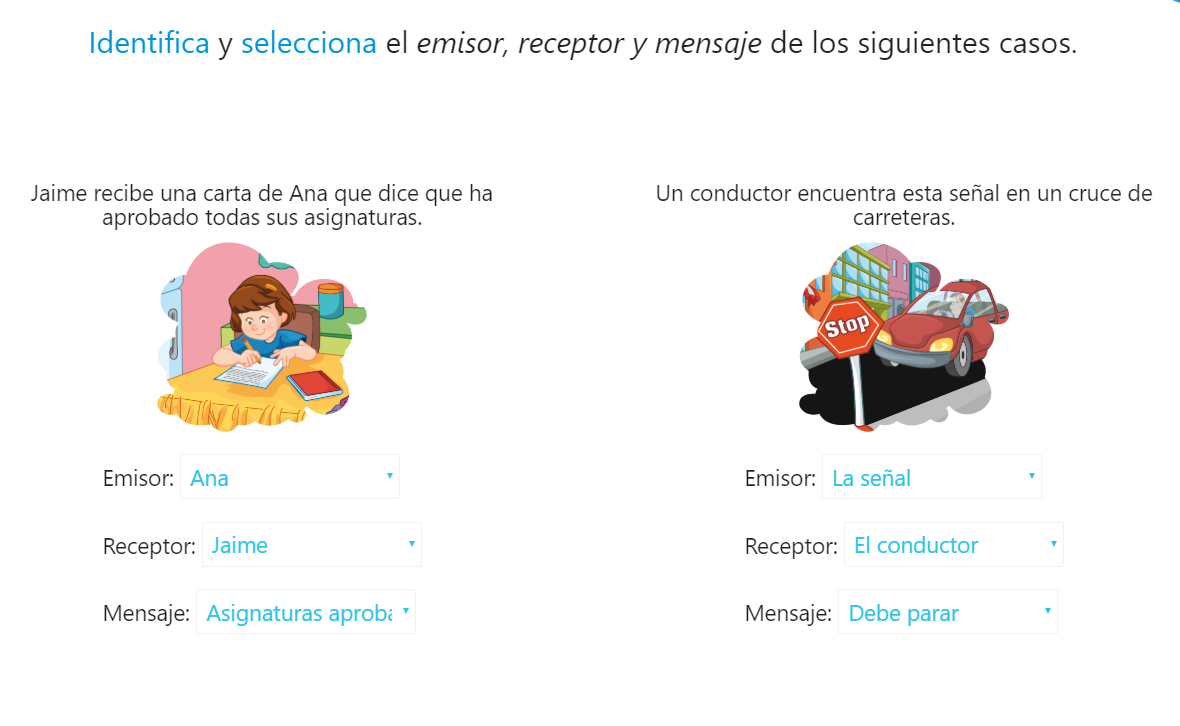 Identifica y selecciona el emisor, receptor y mensaje de los siguientes casos.
Jaime recibe una carta de Ana que dice que ha
aprobado todas sus asignaturas.
Emisor: Ana
Receptor: Jaime
Mensaje: Asignaturas aproba
Un conductor encuentra esta señal en un cruce de
carreteras.
Stop
Emisor: La señal
Receptor: El conductor
Mensaje: Debe parar